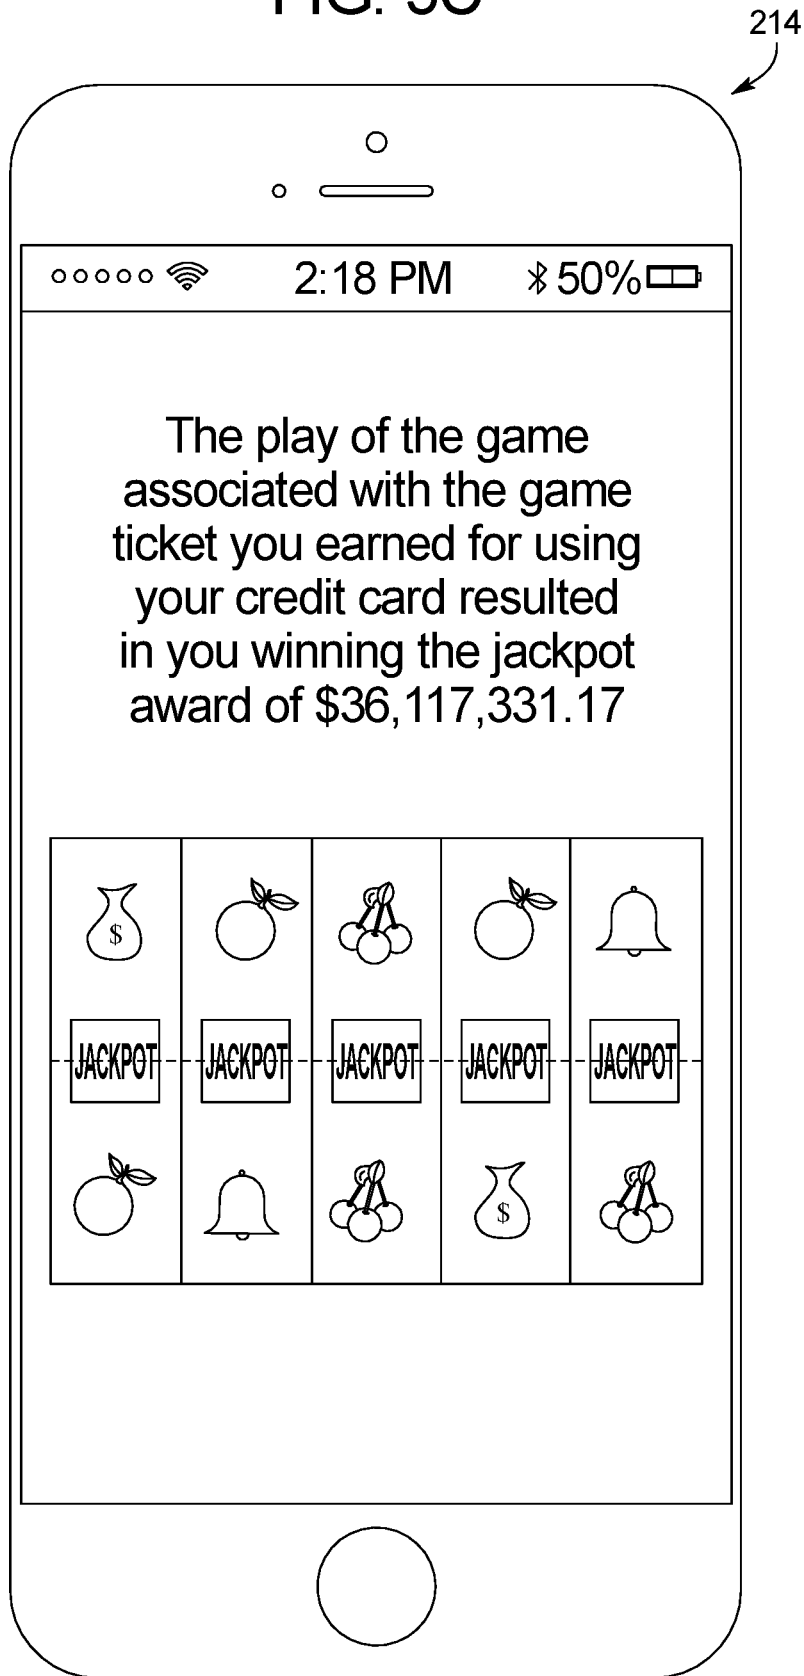 214
2:18 PM 50%
The play of the game
associated with the game
ticket you earned for using
your credit card resulted
in you winning the jackpot
award of $36,117,331.17
$
JACKPOT JACKPOT JACKPOT JACKPOT JACKPOT
$